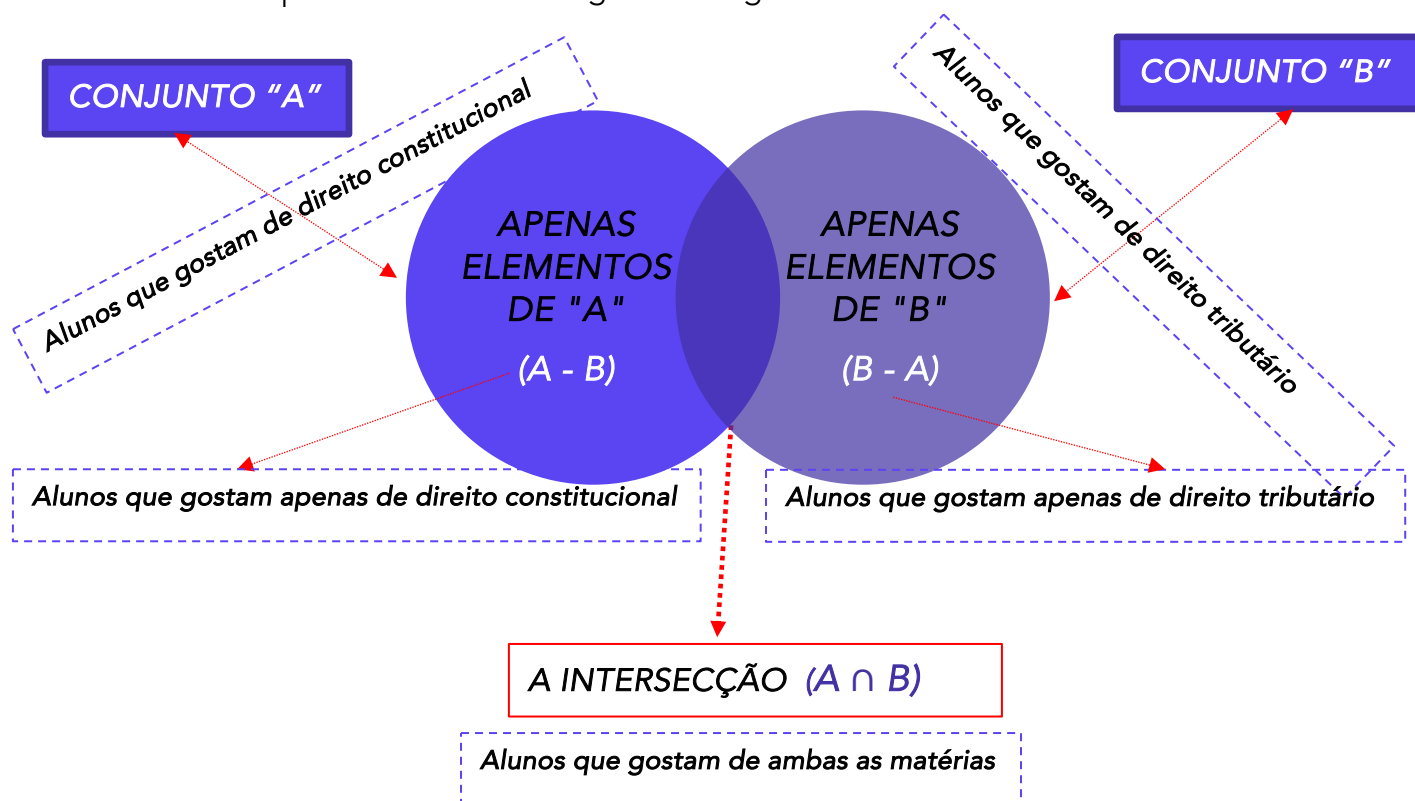 CONJUNTO “A”
CONJUNTO “B”
Alunos que gostam de direito constitucional
Alunos que gostam de direito tributário
APENAS
ELEMENTOS
DE "A"
(A - B)
APENAS
ELEMENTOS
DE "B"
(B - A)
Alunos que gostam apenas de direito constitucional
Alunos que gostam apenas de direito tributário
A INTERSECÇÃO (A ∩ B)
Alunos que gostam de ambas as matérias